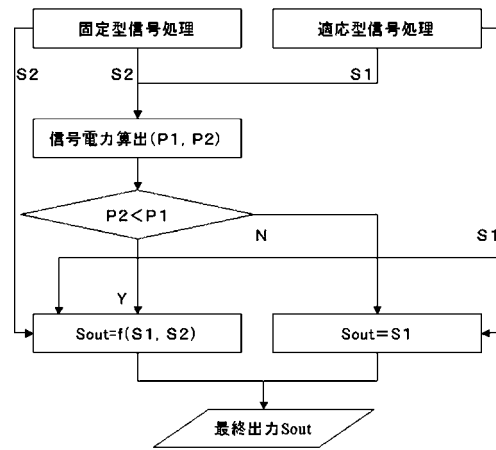 固定型信号処理
適応型信号処理
S2
S2
S1
信号電力算出(P1, P2)
P2<P1
N
S1
Y
Sout=f(S1, S2)
Sout=S1
最終出力Sout